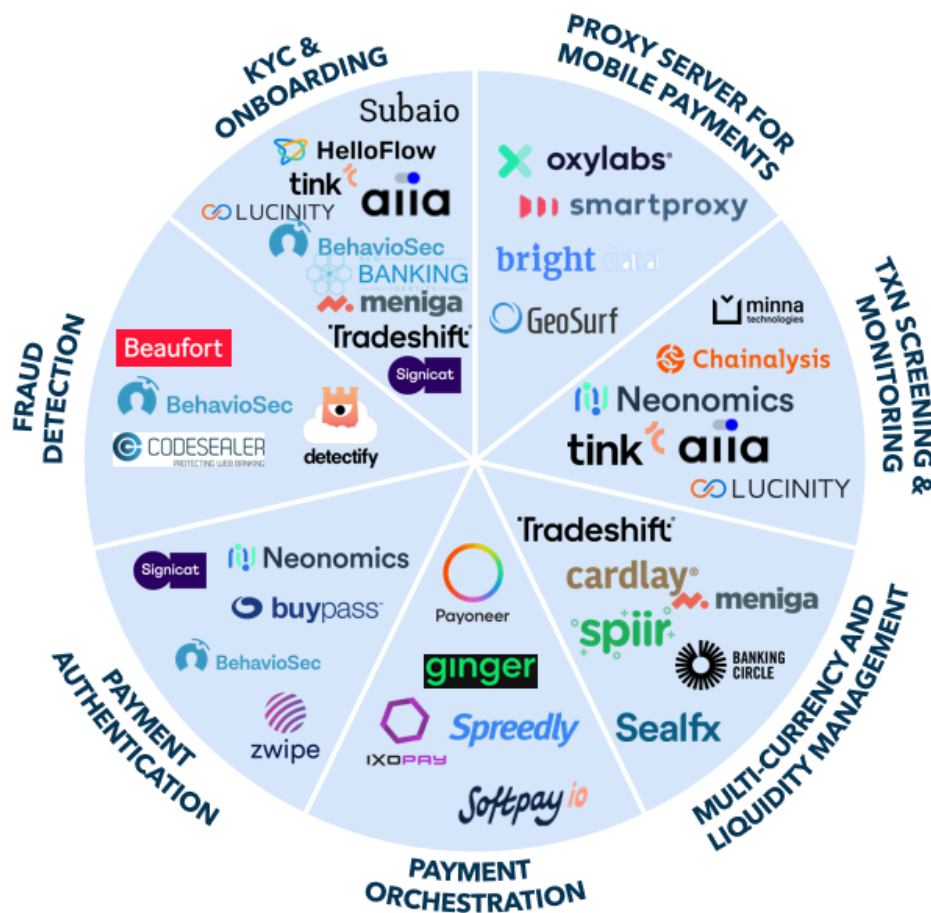 KYC &
ONBOARDING
Subaio
HelloFlow
tink
aiia
LUCINITY
BehavioSec
NEW
BANKING
IDENTITY
meniga
Tradeshift
Signicat
PROXY SERVER FOR
MOBILE PAYMENTS
oxylabs®
smartproxy
bright data
GeoSurf
TXN SCREENING &
MONITORING
minna
technologies
Chainalysis
Neonomics
tink
aiia
LUCINITY
MULTI-CURRENCY AND
LIQUIDITY MANAGEMENT
Tradeshift
cardlay®
meniga
spiir
BANKING
CIRCLE
Sealfx
PAYMENT
ORCHESTRATION
Payoneer
ginger
IXOPAY
Spreedly
Softpay io
PAYMENT
AUTHENTICATION
Signicat
Neonomics
buypass™
BehavioSec
zwipe
FRAUD
DETECTION
Beaufort
BehavioSec
CODESEALER
PROTECTING WEB BANKING
detectify